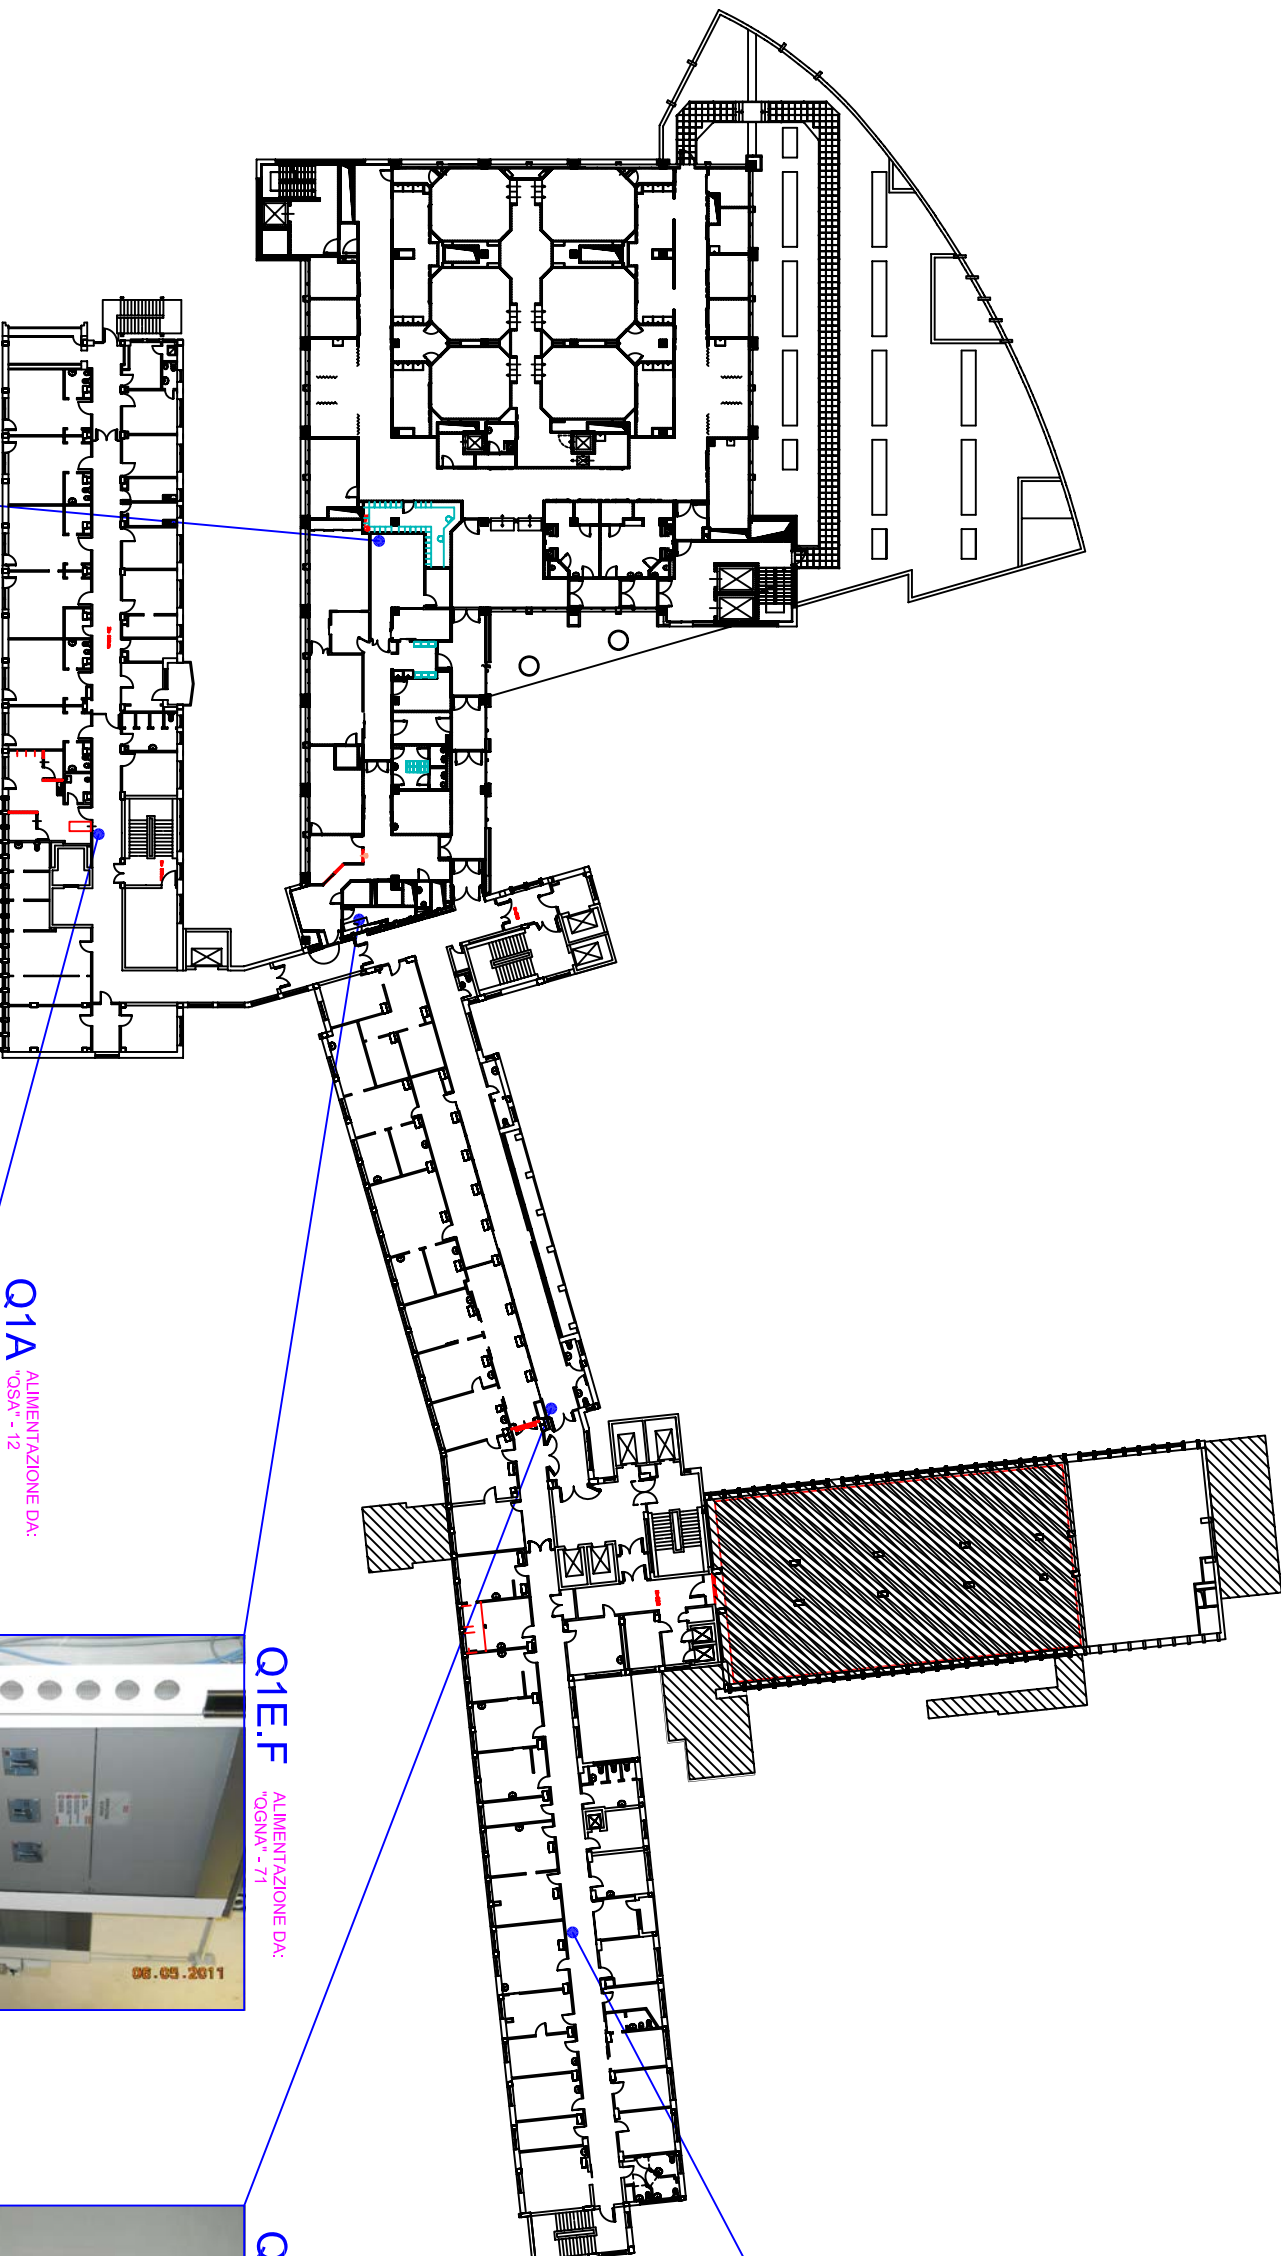 Q1A
ALIMENTAZIONE DA:
"QSA" - 12
Q1E.F
ALIMENTAZIONE DA:
"QGNA" - 71
06.05.2011
Q